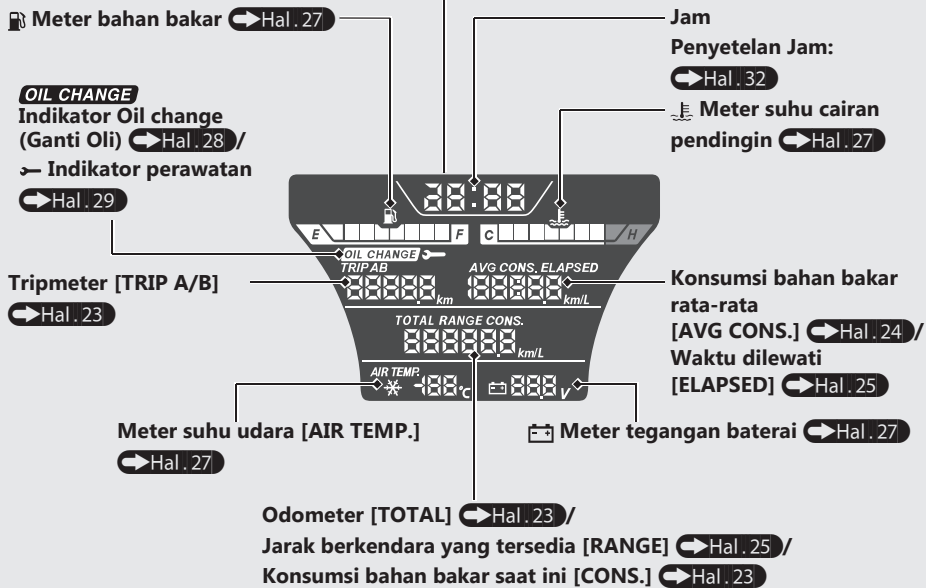 Meter bahan bakar Hal. 27
Jam
Penyetelan Jam:
Hal. 32
OIL CHANGE
Indikator Oil change
(Ganti Oli) Hal. 28/
Indikator perawatan
Hal. 29
Meter suhu cairan
pendingin Hal. 27
E F C H
OIL CHANGE
TRIP AB AVG CONS. ELAPSED
km km/L
TOTAL RANGE CONS.
km/L
AIR TEMP.
°C V
Tripmeter [TRIP A/B]
Hal. 23
Konsumsi bahan bakar
rata-rata
[AVG CONS.] Hal. 24/
Waktu dilewati
[ELAPSED] Hal. 25
Meter suhu udara [AIR TEMP.]
Hal. 27
Meter tegangan baterai Hal. 27
Odometer [TOTAL] Hal. 23/
Jarak berkendara yang tersedia [RANGE] Hal. 25/
Konsumsi bahan bakar saat ini [CONS.] Hal. 23